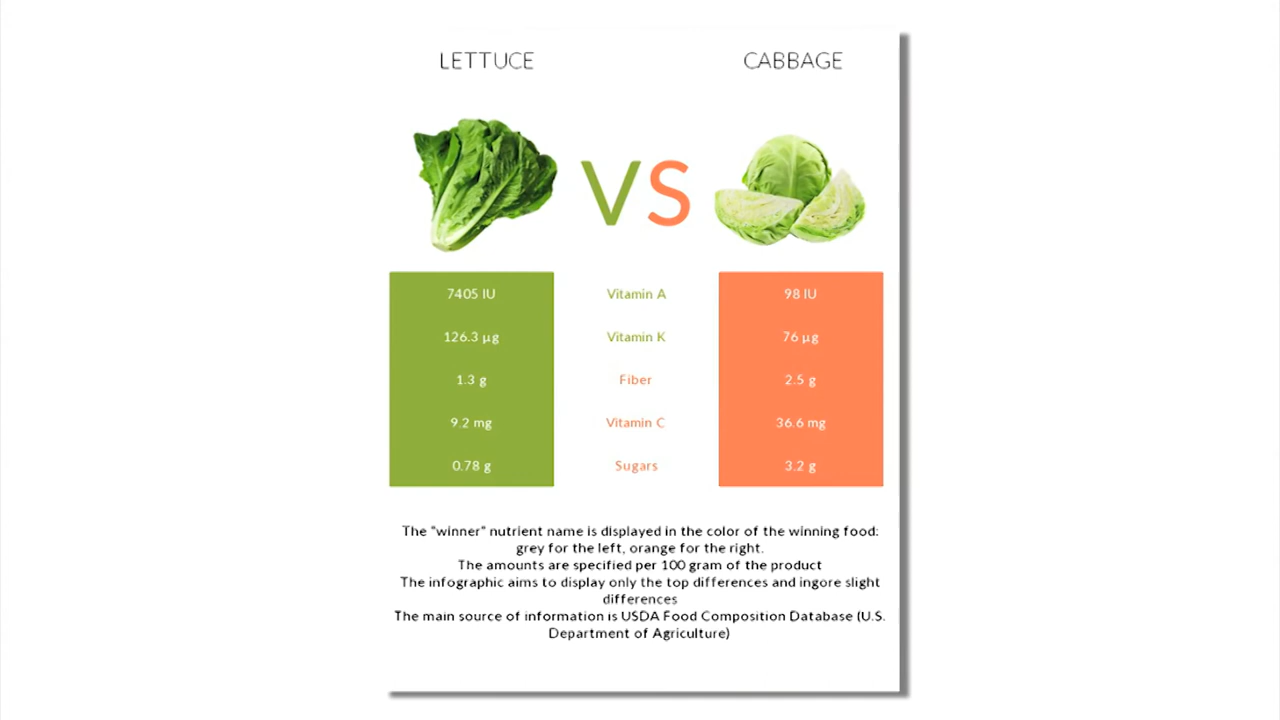 LETTUCE CABBAGE
VS
7405 IU Vitamin A 98 IU
126.3 µg Vitamin K 76 µg
1.3 g Fiber 2.5 g
9.2 mg Vitamin C 36.6 mg
0.78 g Sugars 3.2 g
The "winner" nutrient name is displayed in the color of the winning food:
grey for the left, orange for the right.
The amounts are specified per 100 gram of the product
The infographic aims to display only the top differences and ingore slight
differences
The main source of information is USDA Food Composition Database (U.S.
Department of Agriculture)